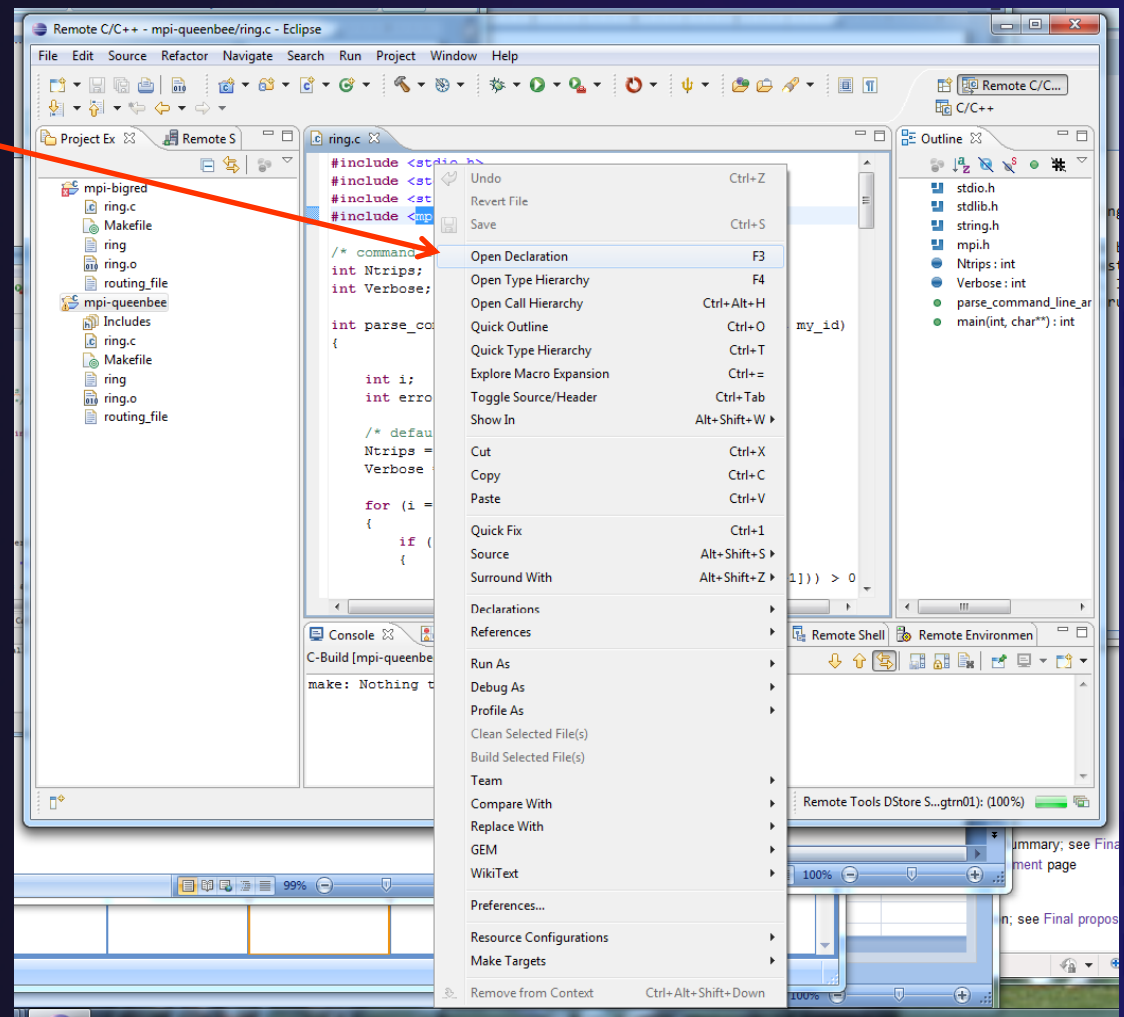 Remote C/C++ - mpi-queenbee/ring.c - Eclipse
File Edit Source Refactor Navigate Search Run Project Window Help
Remote C/C...
C/C++
Project Ex
Remote S
mpi-bigred
ring.c
Makefile
ring
ring.o
routing_file
mpi-queenbee
Includes
ring.c
Makefile
ring
ring.o
routing_file
ring.c
#include <stdio.h>
#include <st
#include <st
#include <mp
/* command
int Ntrips;
int Verbose;
int parse_co my_id)
{
int i;
int erro
/* defau
Ntrips =
Verbose =
for (i =
{
if (
{
1])) > 0
Undo Ctrl+Z
Revert File
Save Ctrl+S
Open Declaration F3
Open Type Hierarchy F4
Open Call Hierarchy Ctrl+Alt+H
Quick Outline Ctrl+O
Quick Type Hierarchy Ctrl+T
Explore Macro Expansion Ctrl+=
Toggle Source/Header Ctrl+Tab
Show In Alt+Shift+W
Cut Ctrl+X
Copy Ctrl+C
Paste Ctrl+V
Quick Fix Ctrl+1
Source Alt+Shift+S
Surround With Alt+Shift+Z
Declarations
References
Run As
Debug As
Profile As
Clean Selected File(s)
Build Selected File(s)
Team
Compare With
Replace With
GEM
WikiText
Preferences...
Resource Configurations
Make Targets
Remove from Context Ctrl+Alt+Shift+Down
Outline
stdio.h
stdlib.h
string.h
mpi.h
Ntrips : int
Verbose : int
parse_command_line_ar
main(int, char**) : int
Console
Remote Shell
Remote Environmen
C-Build [mpi-queenbe
make: Nothing t
Remote Tools DStore S...gtrn01): (100%)
ummary; see Fina
ment page
n; see Final propos
99%
100%
100%